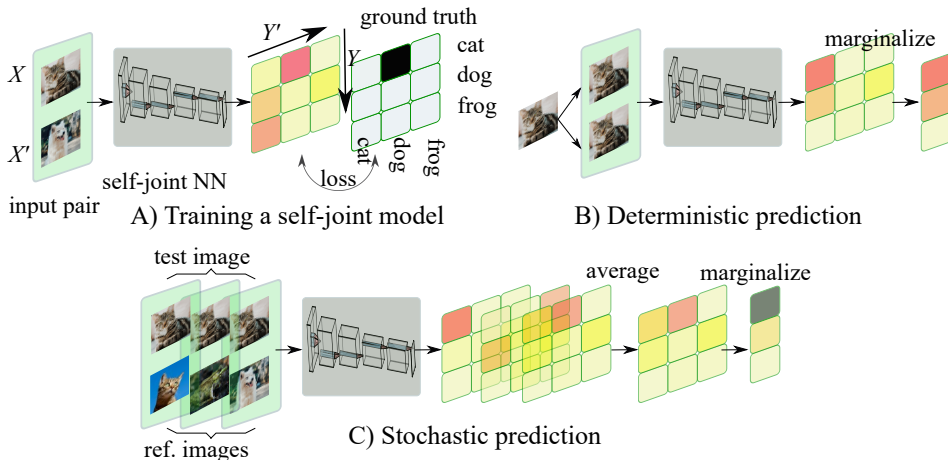 ground truth
Y'
Y
cat
dog
frog
X
X'
cat
dog
frog
loss
self-joint NN
input pair
A) Training a self-joint model
marginalize
B) Deterministic prediction
test image
average
marginalize
ref. images
C) Stochastic prediction